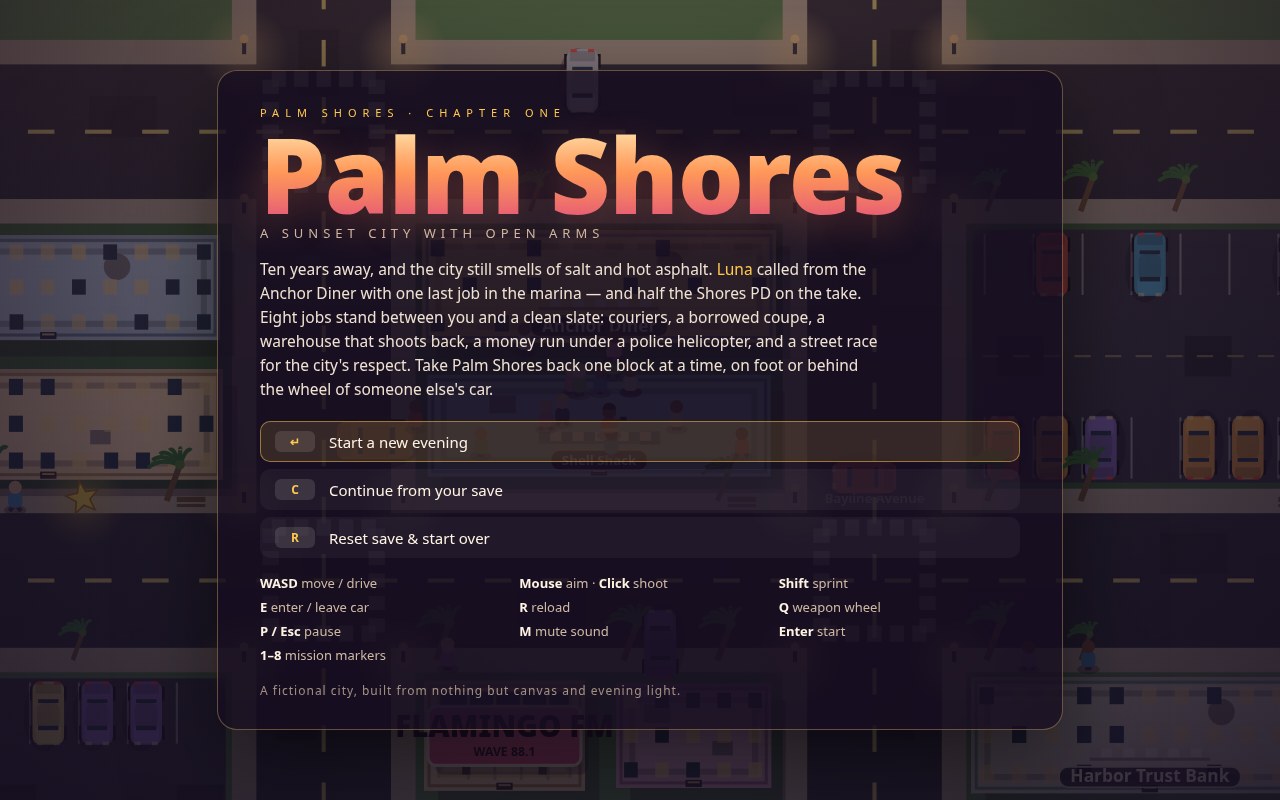 PALM SHORES · CHAPTER ONE
Palm Shores
A SUNSET CITY WITH OPEN ARMS
Ten years away, and the city still smells of salt and hot asphalt. Luna called from the
Anchor Diner with one last job in the marina — and half the Shores PD on the take.
Eight jobs stand between you and a clean slate: couriers, a borrowed coupe, a
Anchor Diner
warehouse that shoots back, a money run under a police helicopter, and a street race
for the city's respect. Take Palm Shores back one block at a time, on foot or behind
the wheel of someone else's car.
↵ Start a new evening
Shell Shack
C Continue from your save
Bayane Avenue
R Reset save & start over
WASD move / drive
Mouse aim · Click shoot
Shift sprint
E enter / leave car
R reload
Q weapon wheel
P / Esc pause
M mute sound
Enter start
1–8 mission markers
A fictional city, built from nothing but canvas and evening light.
FLAMINGO FM
WAVE 88.1
Harbor Trust Bank